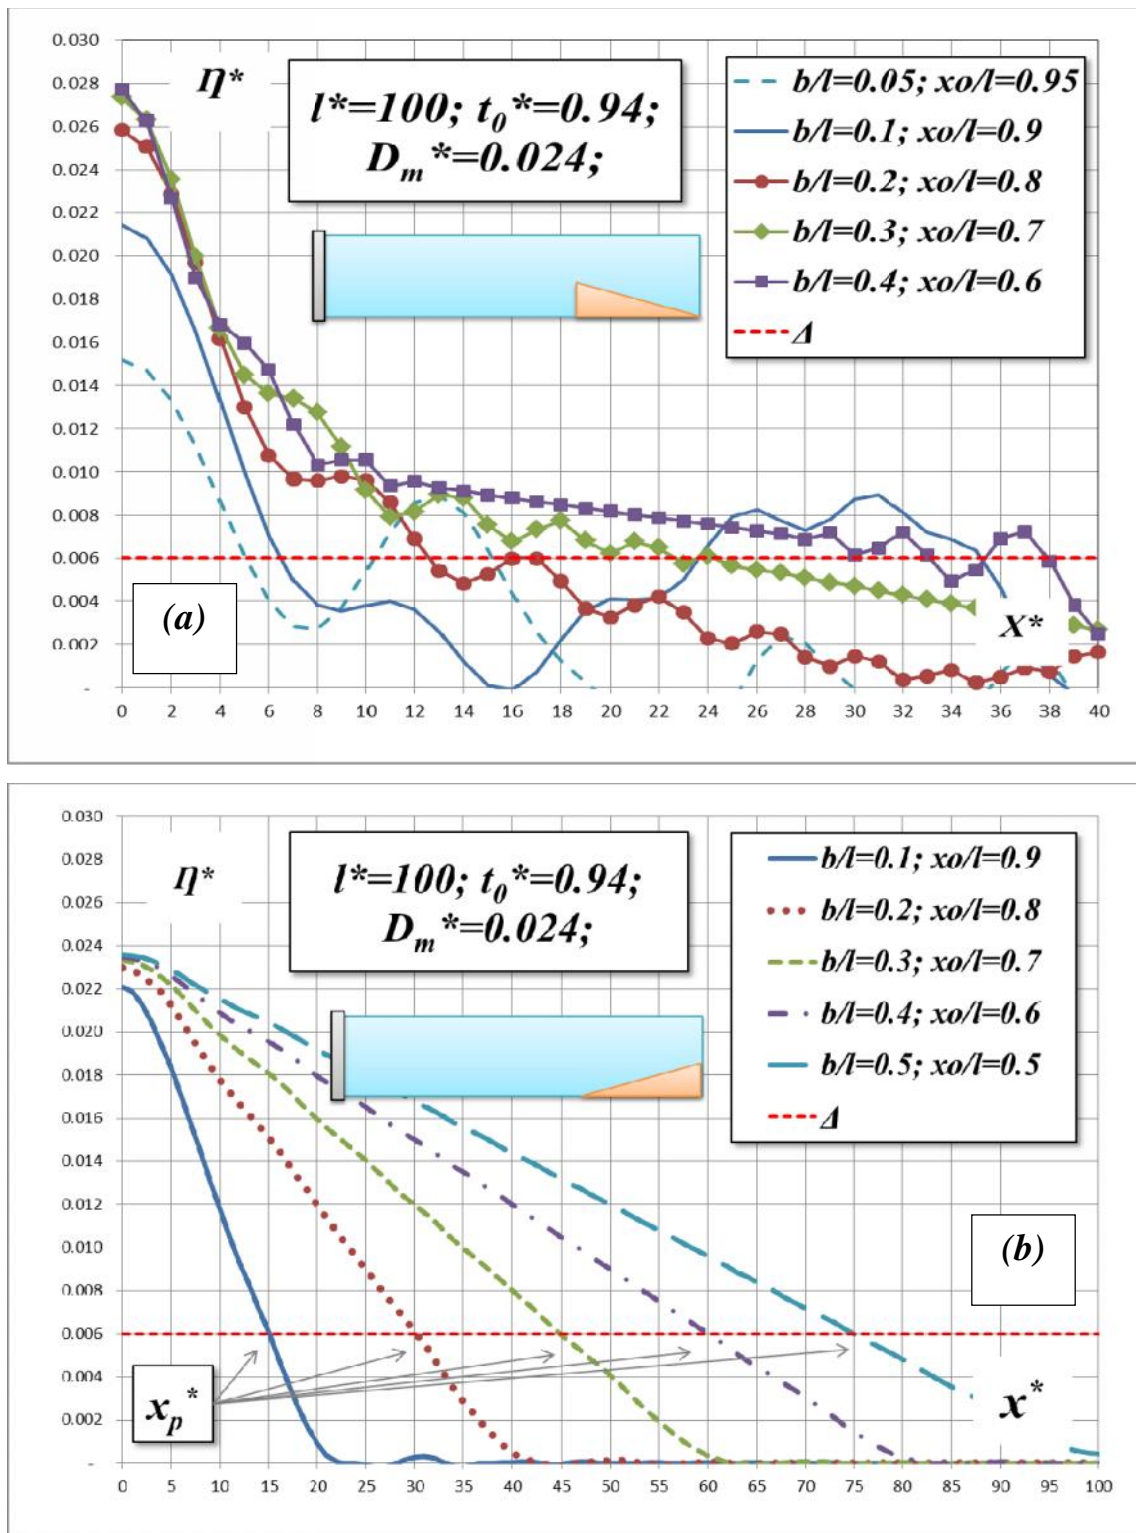 0.030
0.028
0.026
0.024
0.022
0.020
0.018
0.016
0.014
0.012
0.010
0.008
0.006
0.004
0.002
-
η*
l*=100; t₀*=0.94;
Dₘ*=0.024;
b/l=0.05; xo/l=0.95
b/l=0.1; xo/l=0.9
b/l=0.2; xo/l=0.8
b/l=0.3; xo/l=0.7
b/l=0.4; xo/l=0.6
Δ
(a)
X*
0 2 4 6 8 10 12 14 16 18 20 22 24 26 28 30 32 34 36 38 40
0.030
0.028
0.026
0.024
0.022
0.020
0.018
0.016
0.014
0.012
0.010
0.008
0.006
0.004
0.002
-
η*
l*=100; t₀*=0.94;
Dₘ*=0.024;
b/l=0.1; xo/l=0.9
b/l=0.2; xo/l=0.8
b/l=0.3; xo/l=0.7
b/l=0.4; xo/l=0.6
b/l=0.5; xo/l=0.5
Δ
(b)
xₚ*
x*
0 5 10 15 20 25 30 35 40 45 50 55 60 65 70 75 80 85 90 95 100